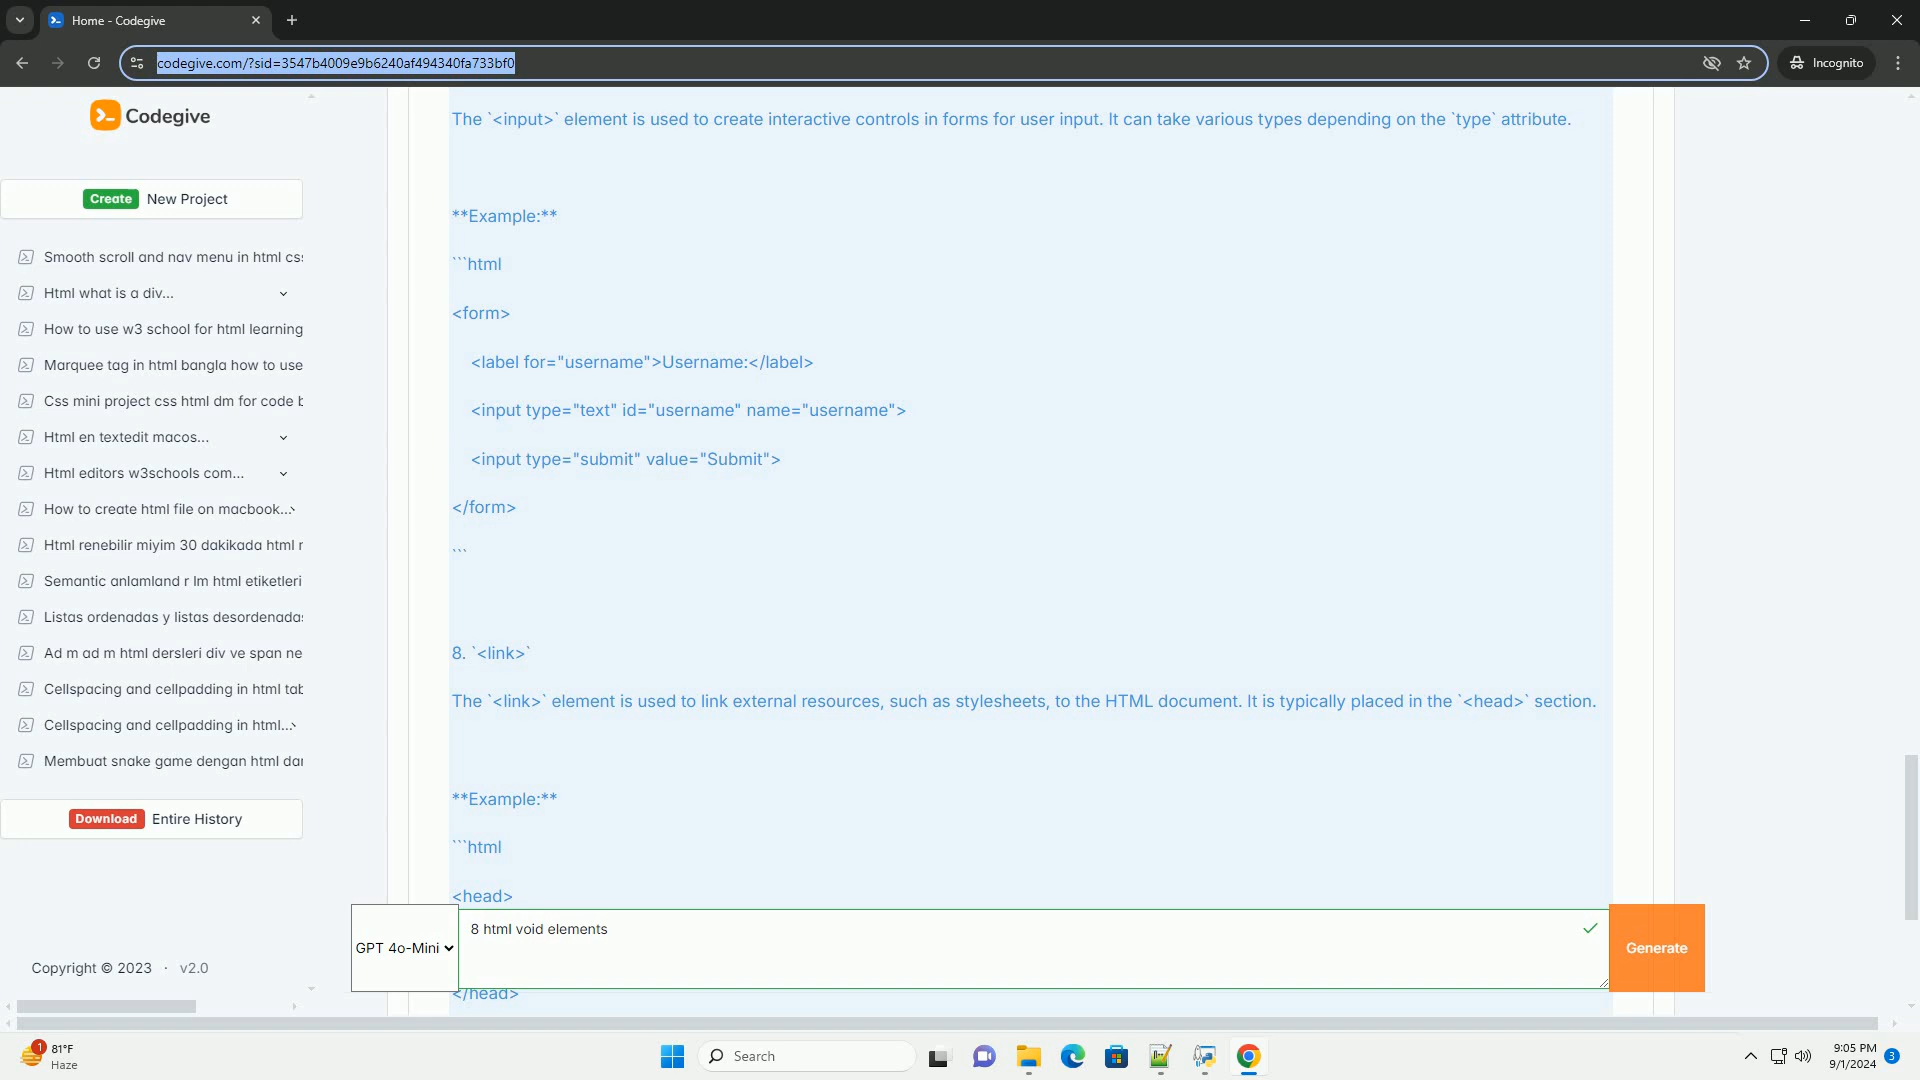 Home - Codegive
codegive.com/?sid=3547b4009e9b6240af494340fa733bf0
Incognito
Codegive
Create New Project
Smooth scroll and nav menu in html cs
Html what is a div...
How to use w3 school for html learning
Marquee tag in html bangla how to use
Css mini project css html dm for code
Html en textedit macos...
Html editors w3schools com...
How to create html file on macbook...
Html renebilir miyim 30 dakikada html
Semantic anlamland r lm html etiketleri
Listas ordenadas y listas desordenadas
Ad m ad m html dersleri div ve span ne
Cellspacing and cellpadding in html tab
Cellspacing and cellpadding in html...
Membuat snake game dengan html dar
Download Entire History
Copyright © 2023 · v2.0
The `<input>` element is used to create interactive controls in forms for user input. It can take various types depending on the `type` attribute.
**Example:**
```html
<form>
<label for="username">Username:</label>
<input type="text" id="username" name="username">
<input type="submit" value="Submit">
</form>
```
8. `<link>`
The `<link>` element is used to link external resources, such as stylesheets, to the HTML document. It is typically placed in the `<head>` section.
**Example:**
```html
<head>
GPT 4o-Mini
8 html void elements
Generate
</head>
1
81°F
Haze
Search
9:05 PM
9/1/2024
3